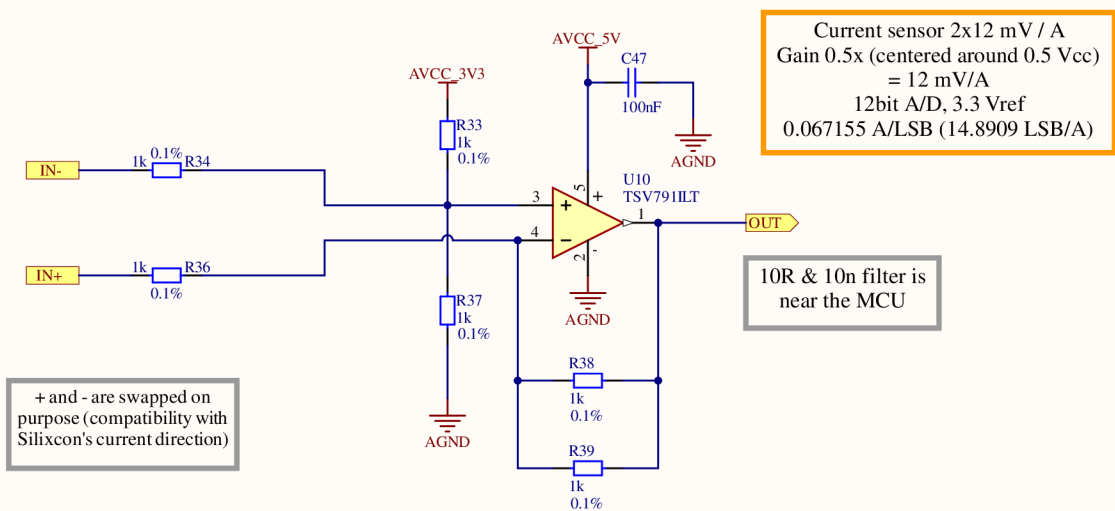 Current sensor 2x12 mV / A
Gain 0.5x (centered around 0.5 Vcc)
= 12 mV/A
12bit A/D, 3.3 Vref
0.067155 A/LSB (14.8909 LSB/A)
AVCC_5V
C47
100nF
AGND
AVCC_3V3
R33
1k
0.1%
IN-
1k
0.1%
R34
U10
TSV791ILT
3
+
4
-
5
+
2
-
1
OUT
AGND
IN+
1k
R36
0.1%
R37
1k
0.1%
AGND
10R & 10n filter is
near the MCU
R38
1k
0.1%
R39
1k
0.1%
+ and - are swapped on
purpose (compatibility with
Silixcon's current direction)